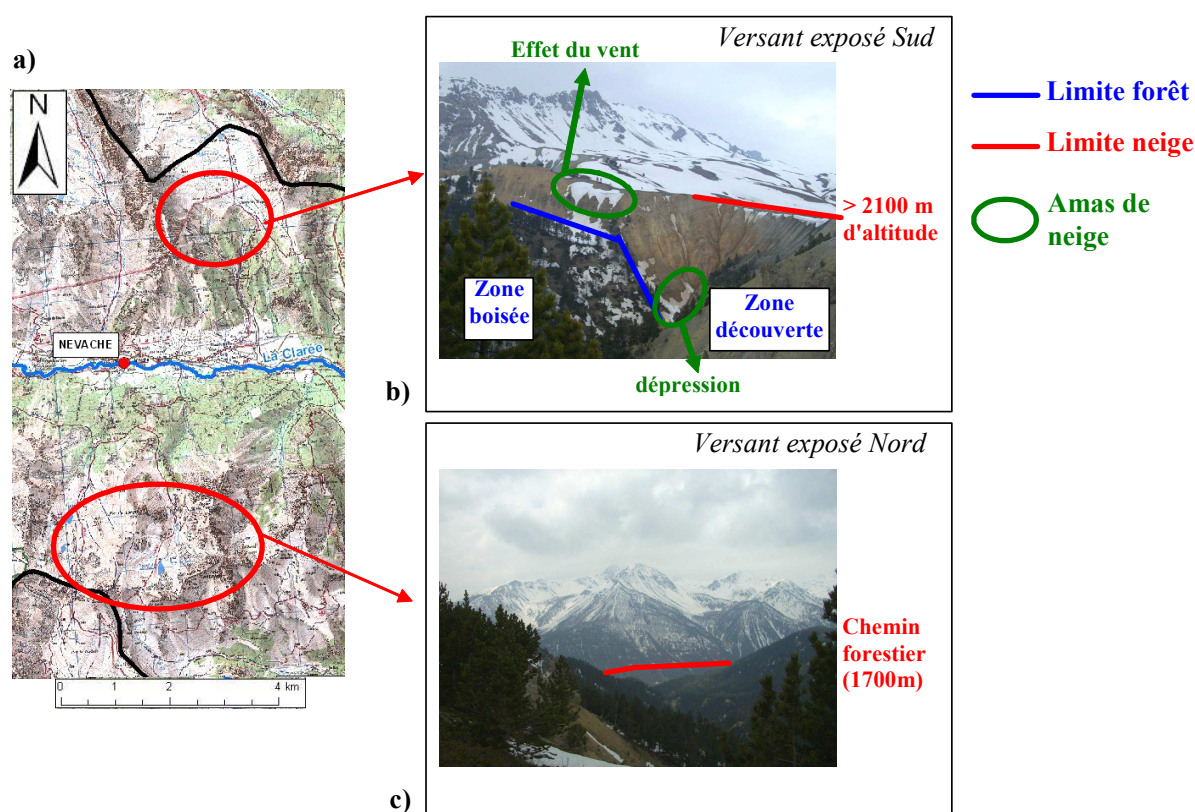 a)
N
NEVACHE
La Clarée
0 1 2 4 km
b)
Versant exposé Sud
Effet du vent
> 2100 m
d'altitude
Zone
boisée
Zone
découverte
dépression
Limite forêt
Limite neige
Amas de
neige
c)
Versant exposé Nord
Chemin
forestier
(1700m)